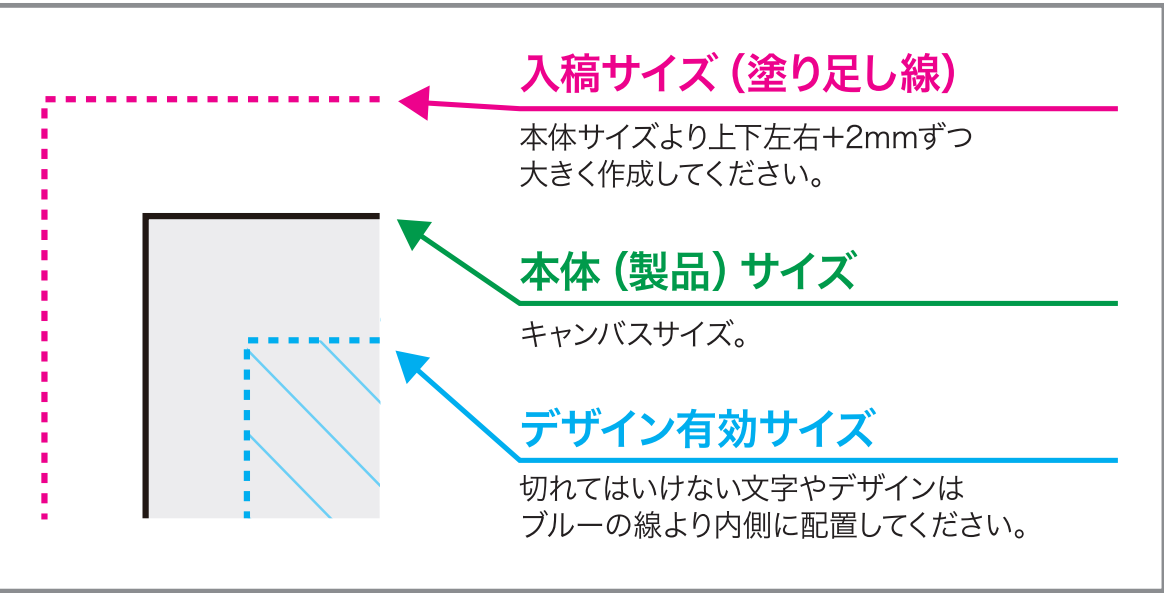 入稿サイズ（塗り足し線）
本体サイズより上下左右+2mmずつ
大きく作成してください。
本体（製品）サイズ
キャンバスサイズ。
デザイン有効サイズ
切れてはいけない文字やデザインは
ブルーの線より内側に配置してください。